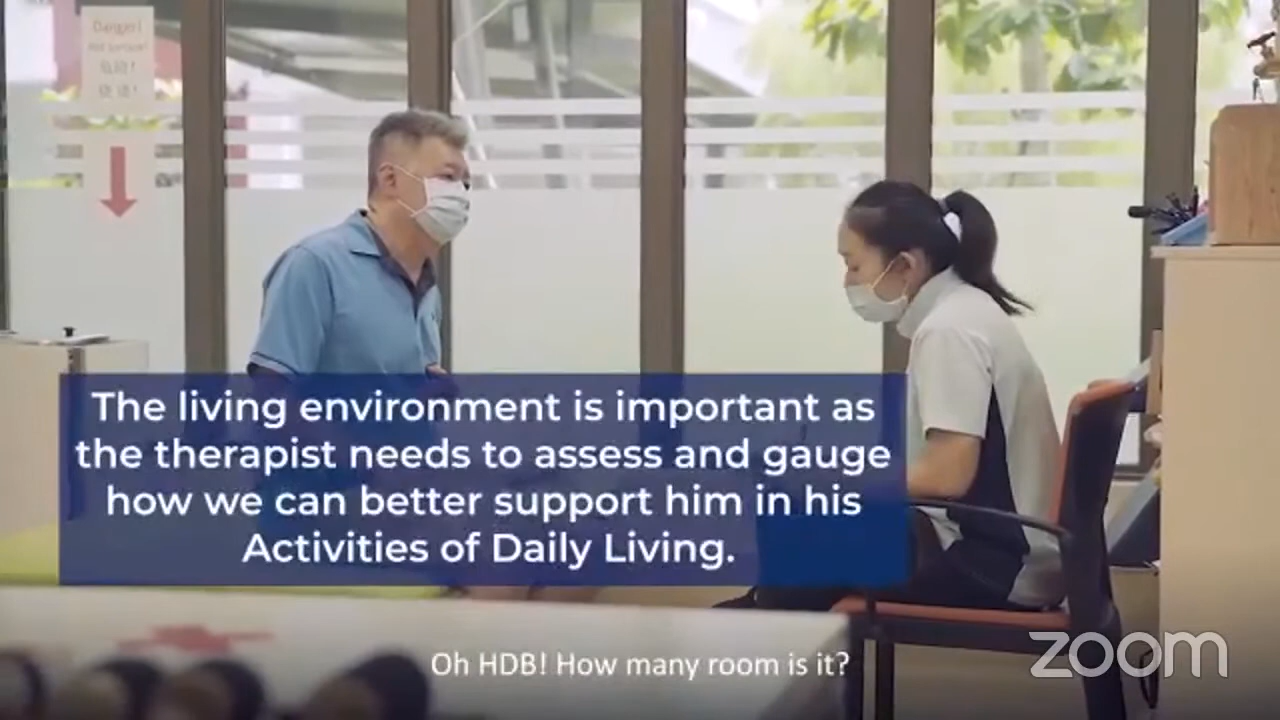 Danger!
The living environment is important as
the therapist needs to assess and gauge
how we can better support him in his
Activities of Daily Living.
Oh HDB! How many room is it?
zoom